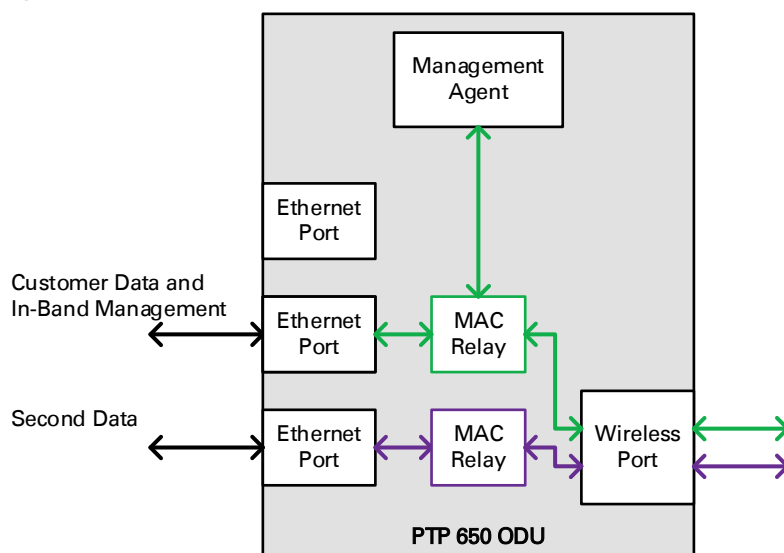 Management
Agent
Ethernet
Port
Customer Data and
In-Band Management
Ethernet
Port
MAC
Relay
Second Data
Ethernet
Port
MAC
Relay
Wireless
Port
PTP 650 ODU